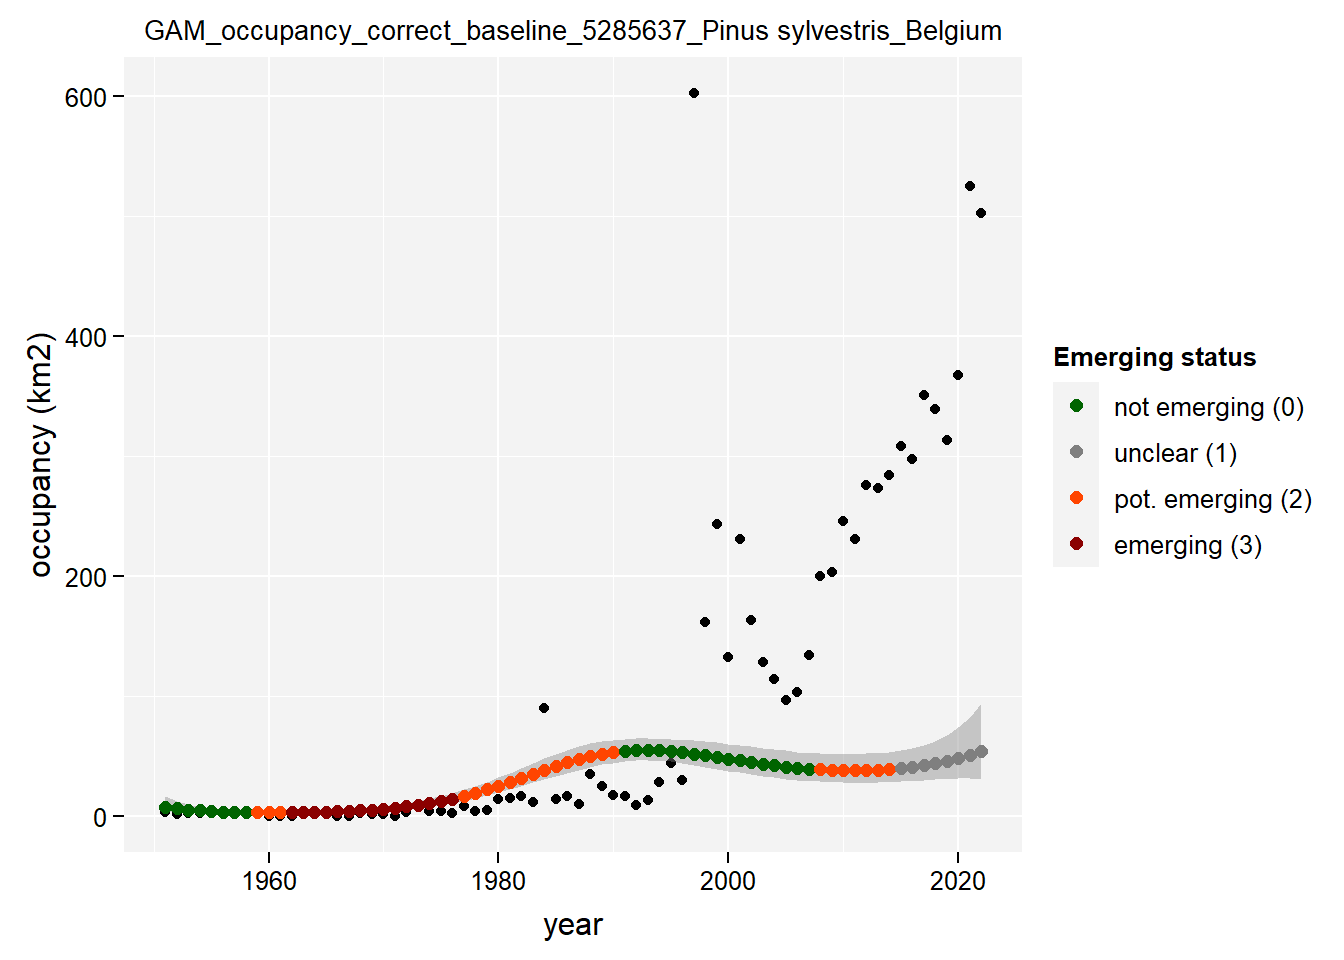 GAM_occupancy_correct_baseline_5285637_Pinus sylvestris_Belgium
600
400
200
0
occupancy (km2)
1960
1980
2000
2020
year
Emerging status
not emerging (0)
unclear (1)
pot. emerging (2)
emerging (3)